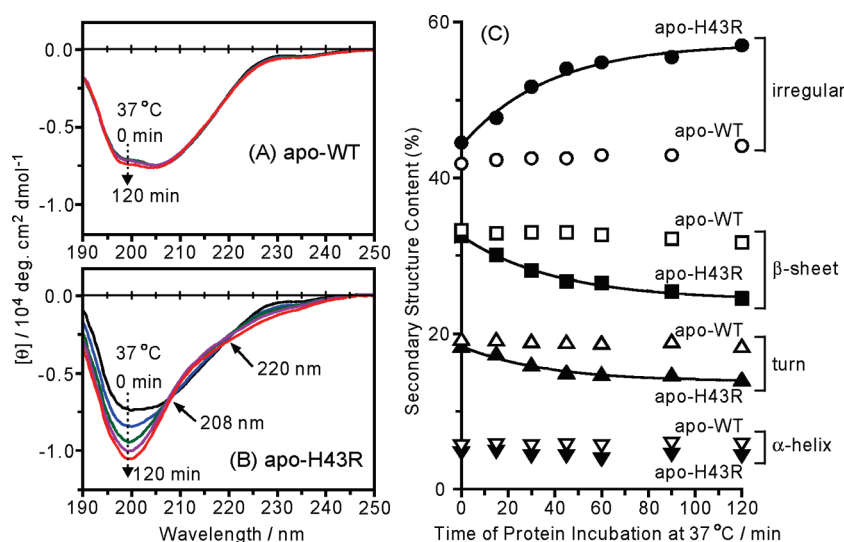 0.0
-0.5
-1.0
37 °C
0 min
120 min
(A) apo-WT
190 200 210 220 230 240 250
0.0
-0.5
-1.0
37 °C
0 min
120 min
220 nm
208 nm
(B) apo-H43R
190 200 210 220 230 240 250
Wavelength / nm
[θ] / 10⁴ deg. cm² dmol⁻¹
(C)
80
60
40
20
0
Secondary Structure Content (%)
apo-H43R
irregular
apo-WT
apo-WT
β-sheet
apo-H43R
apo-WT
turn
apo-H43R
apo-WT
α-helix
apo-H43R
0 20 40 60 80 100 120
Time of Protein Incubation at 37 °C / min